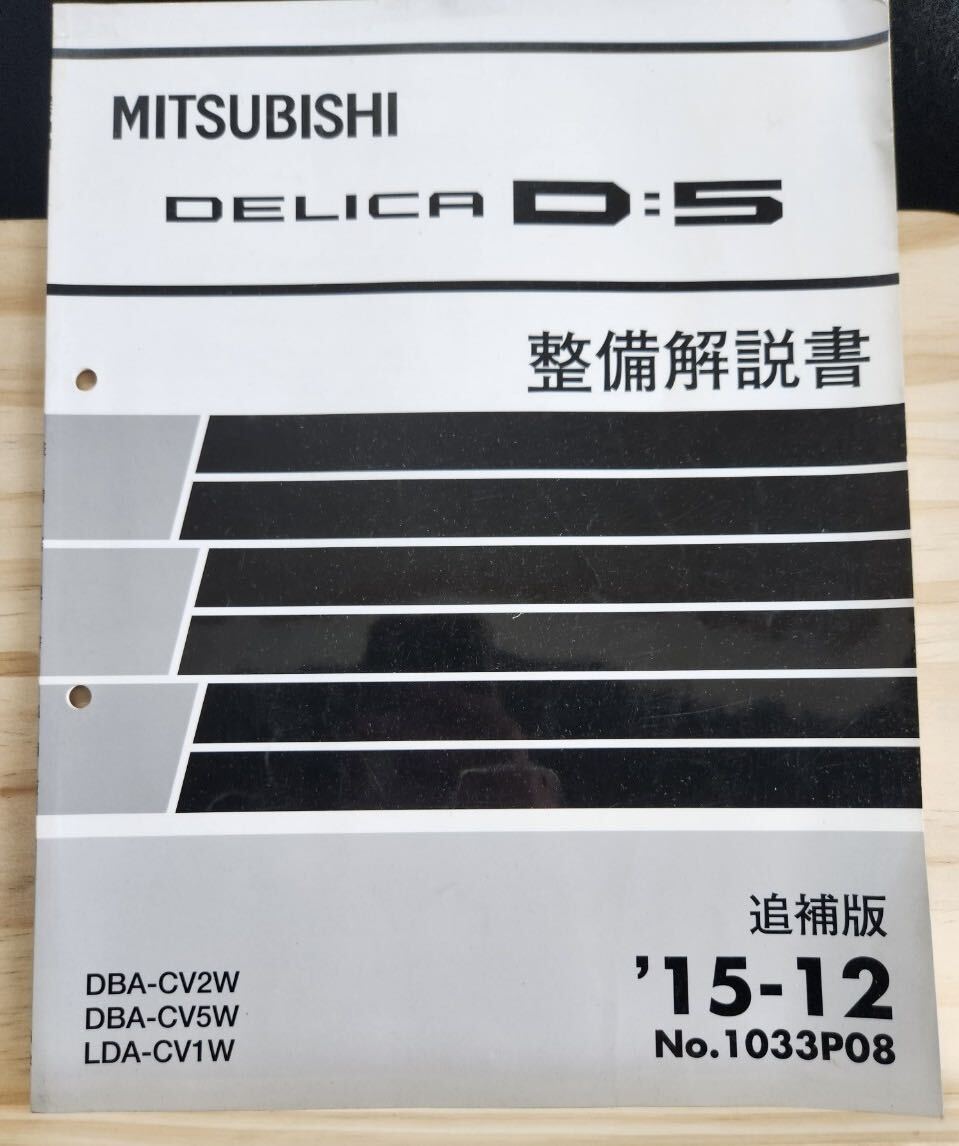 MITSUBISHI
DELICA D:5
整備解説書
追補版
'15-12
No.1033P08
DBA-CV2W
DBA-CV5W
LDA-CV1W